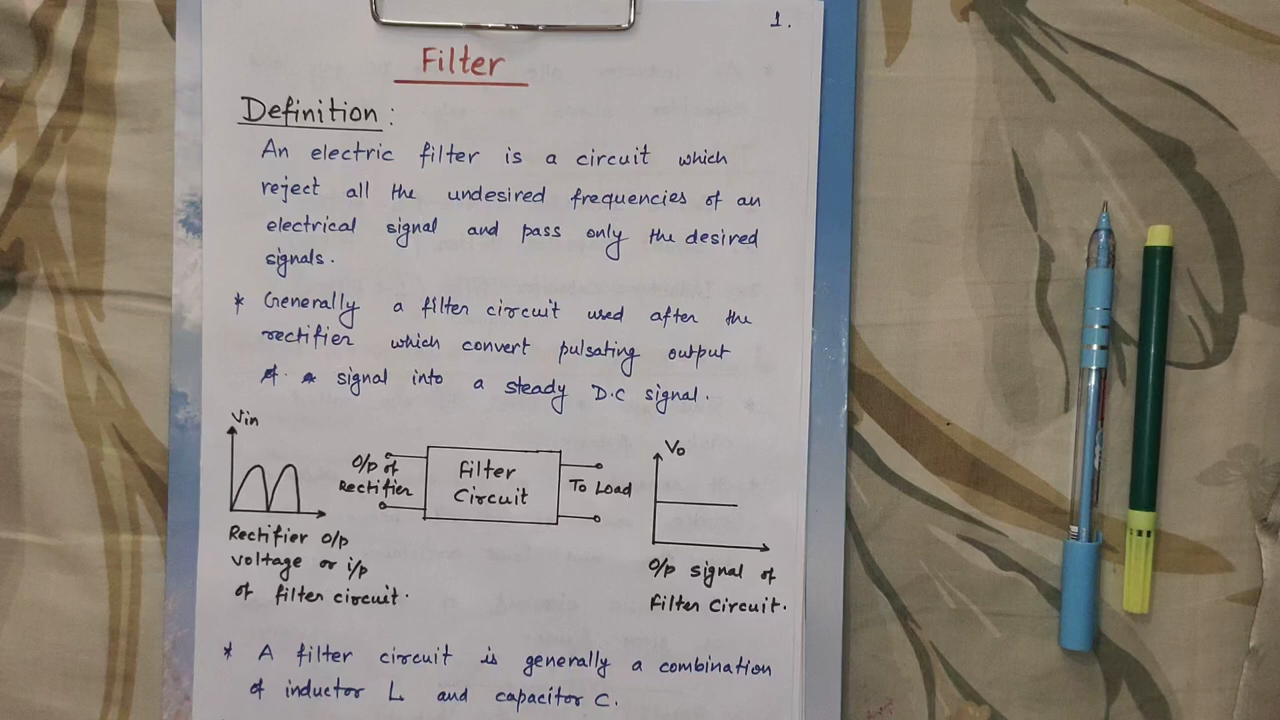 1.
Filter
Definition :
An electric filter is a circuit which
reject all the undesired frequencies of an
electrical signal and pass only the desired
signals.
* Generally a filter circuit used after the
rectifier which convert pulsating output
signal into a steady D.C signal.
Vin
O/p of
Rectifier
Filter
Circuit
To Load
Vo
Rectifier O/p
voltage or i/p
of filter circuit.
O/p signal of
Filter Circuit.
* A filter circuit is generally a combination
of inductor L and capacitor C.